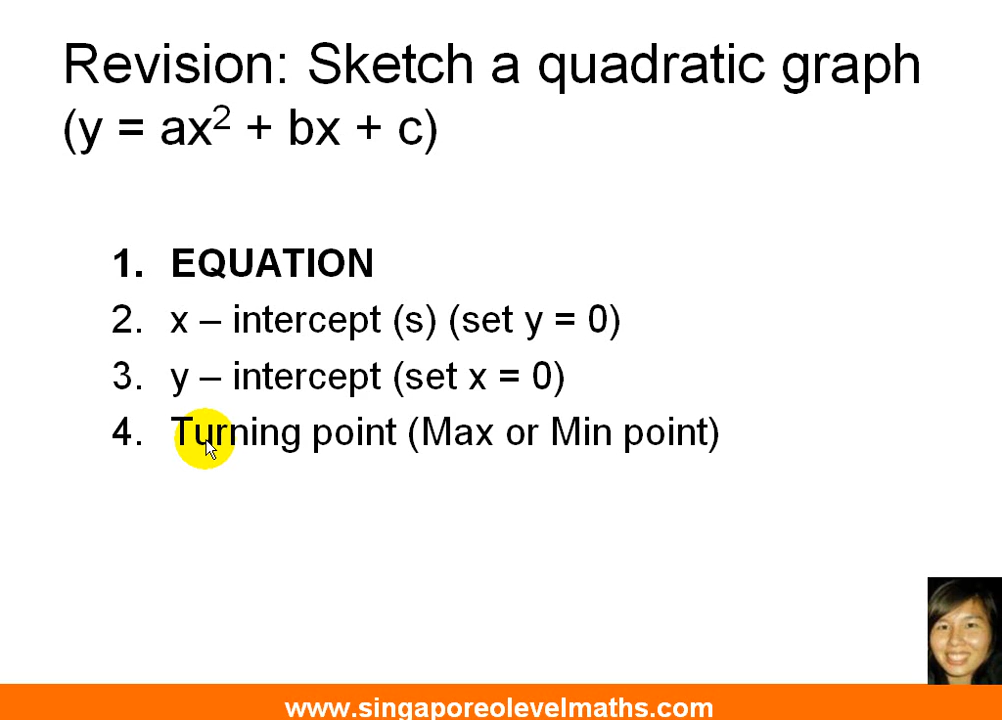 Revision: Sketch a quadratic graph
(y = ax² + bx + c)
1. EQUATION
2. x – intercept (s) (set y = 0)
3. y – intercept (set x = 0)
4. Turning point (Max or Min point)
www.singaporeolevelmaths.com